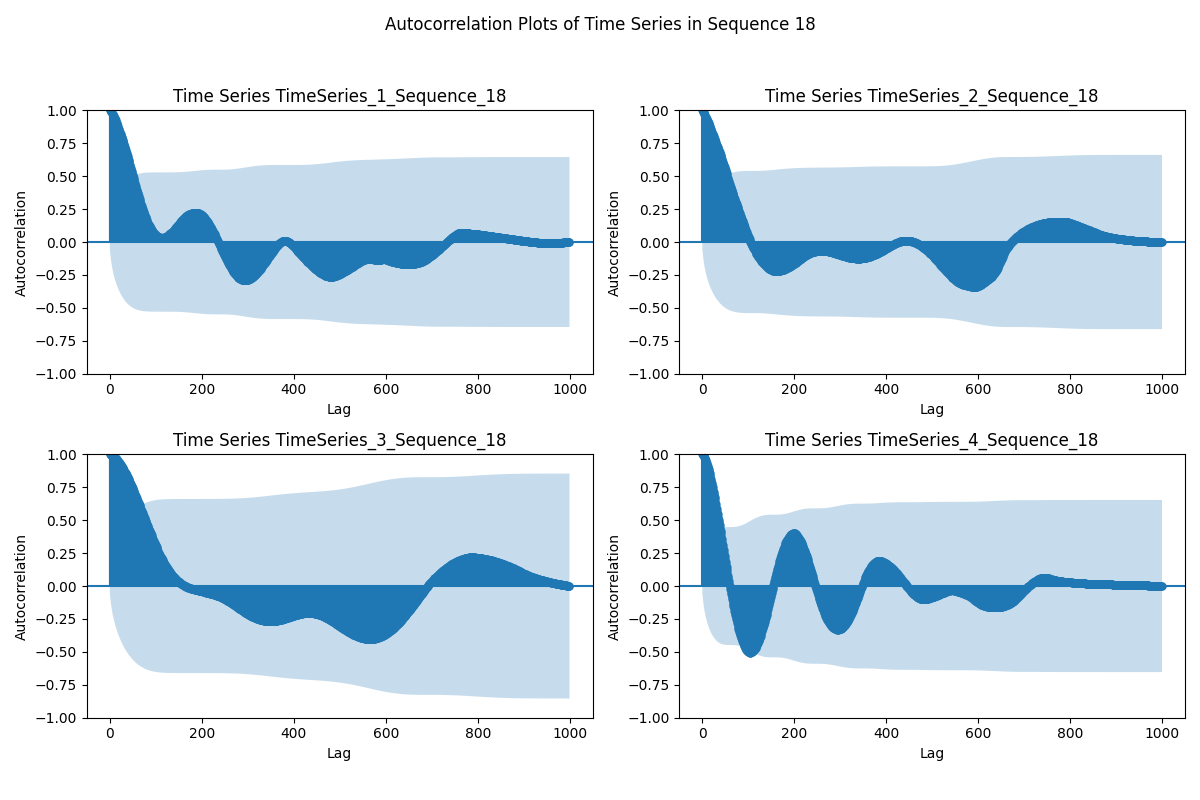 Autocorrelation Plots of Time Series in Sequence 18
Time Series TimeSeries_1_Sequence_18
1.00
0.75
0.50
0.25
0.00
−0.25
−0.50
−0.75
−1.00
Autocorrelation
0 200 400 600 800 1000
Lag
Time Series TimeSeries_2_Sequence_18
1.00
0.75
0.50
0.25
0.00
−0.25
−0.50
−0.75
−1.00
Autocorrelation
0 200 400 600 800 1000
Lag
Time Series TimeSeries_3_Sequence_18
1.00
0.75
0.50
0.25
0.00
−0.25
−0.50
−0.75
−1.00
Autocorrelation
0 200 400 600 800 1000
Lag
Time Series TimeSeries_4_Sequence_18
1.00
0.75
0.50
0.25
0.00
−0.25
−0.50
−0.75
−1.00
Autocorrelation
0 200 400 600 800 1000
Lag